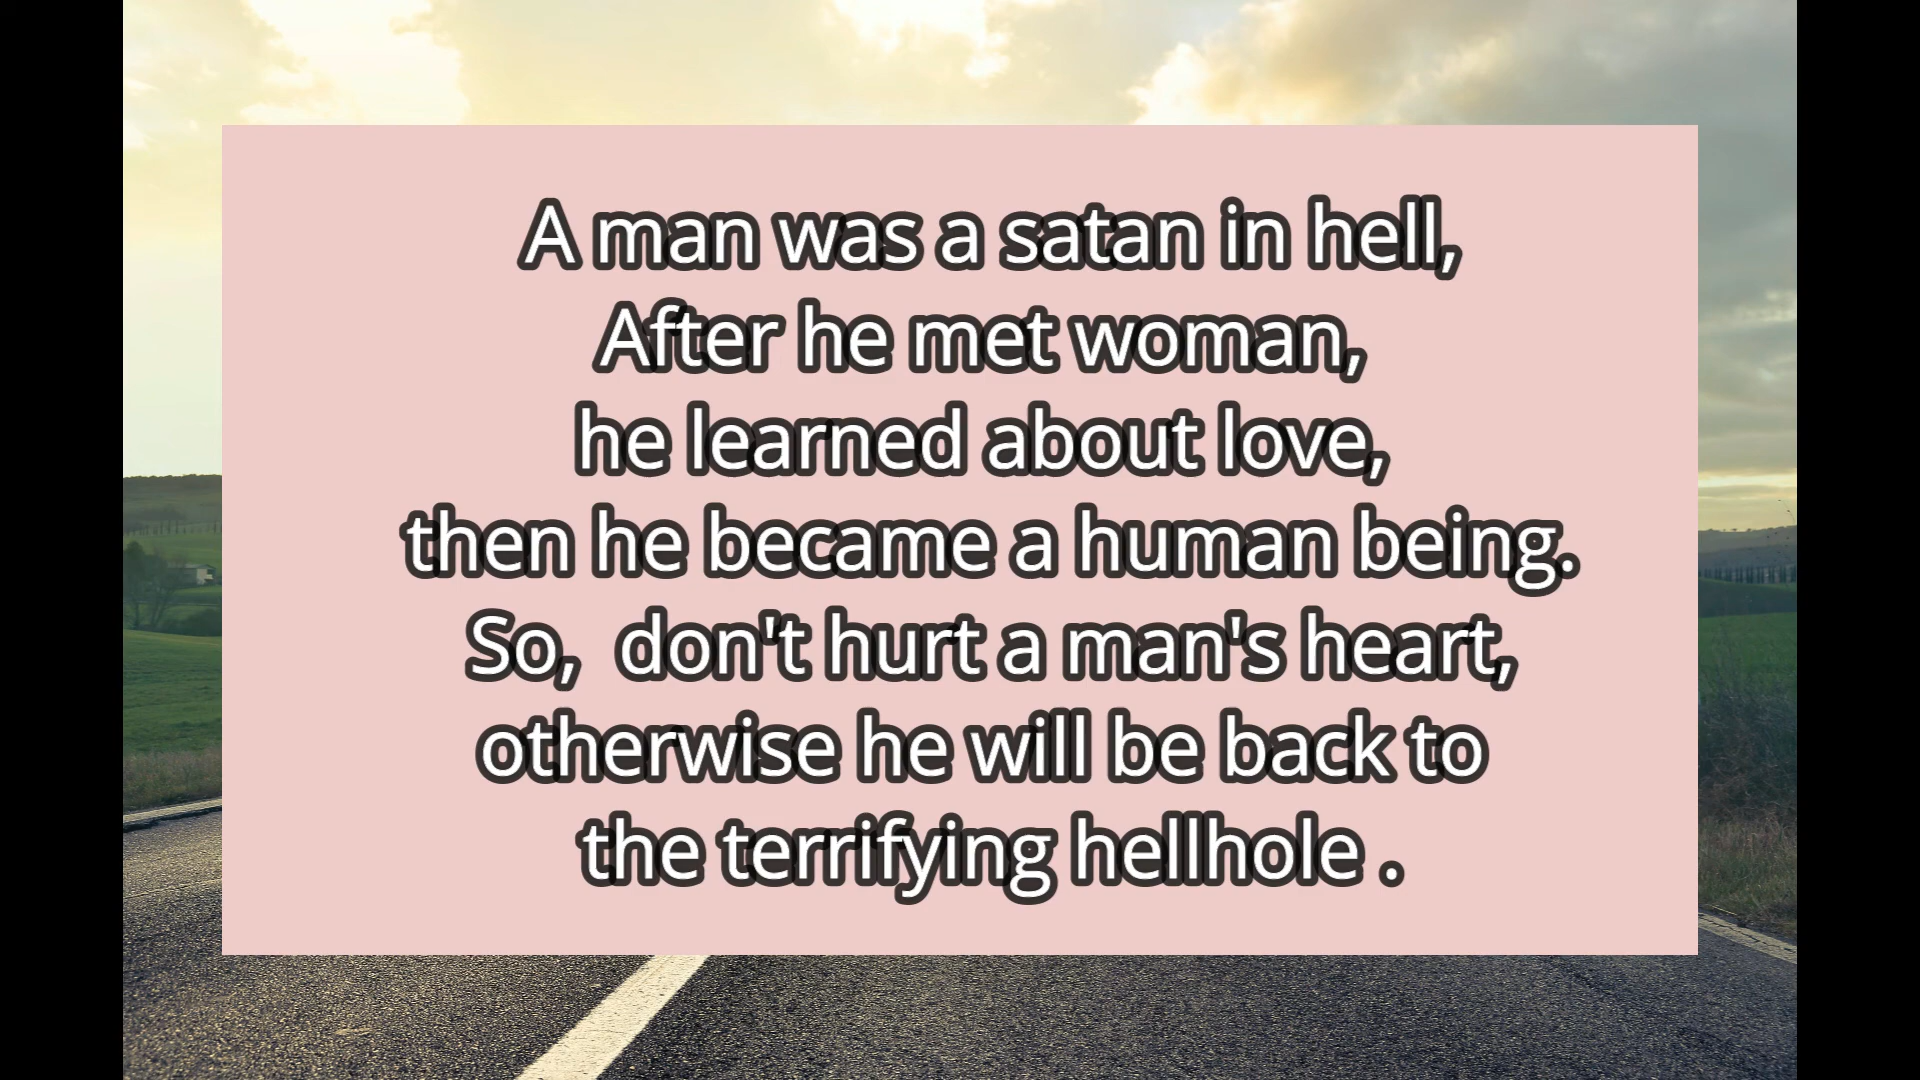 A man was a satan in hell,
After he met woman,
he learned about love,
then he became a human being.
So,  don't hurt a man's heart,
otherwise he will be back to
the terrifying hellhole .